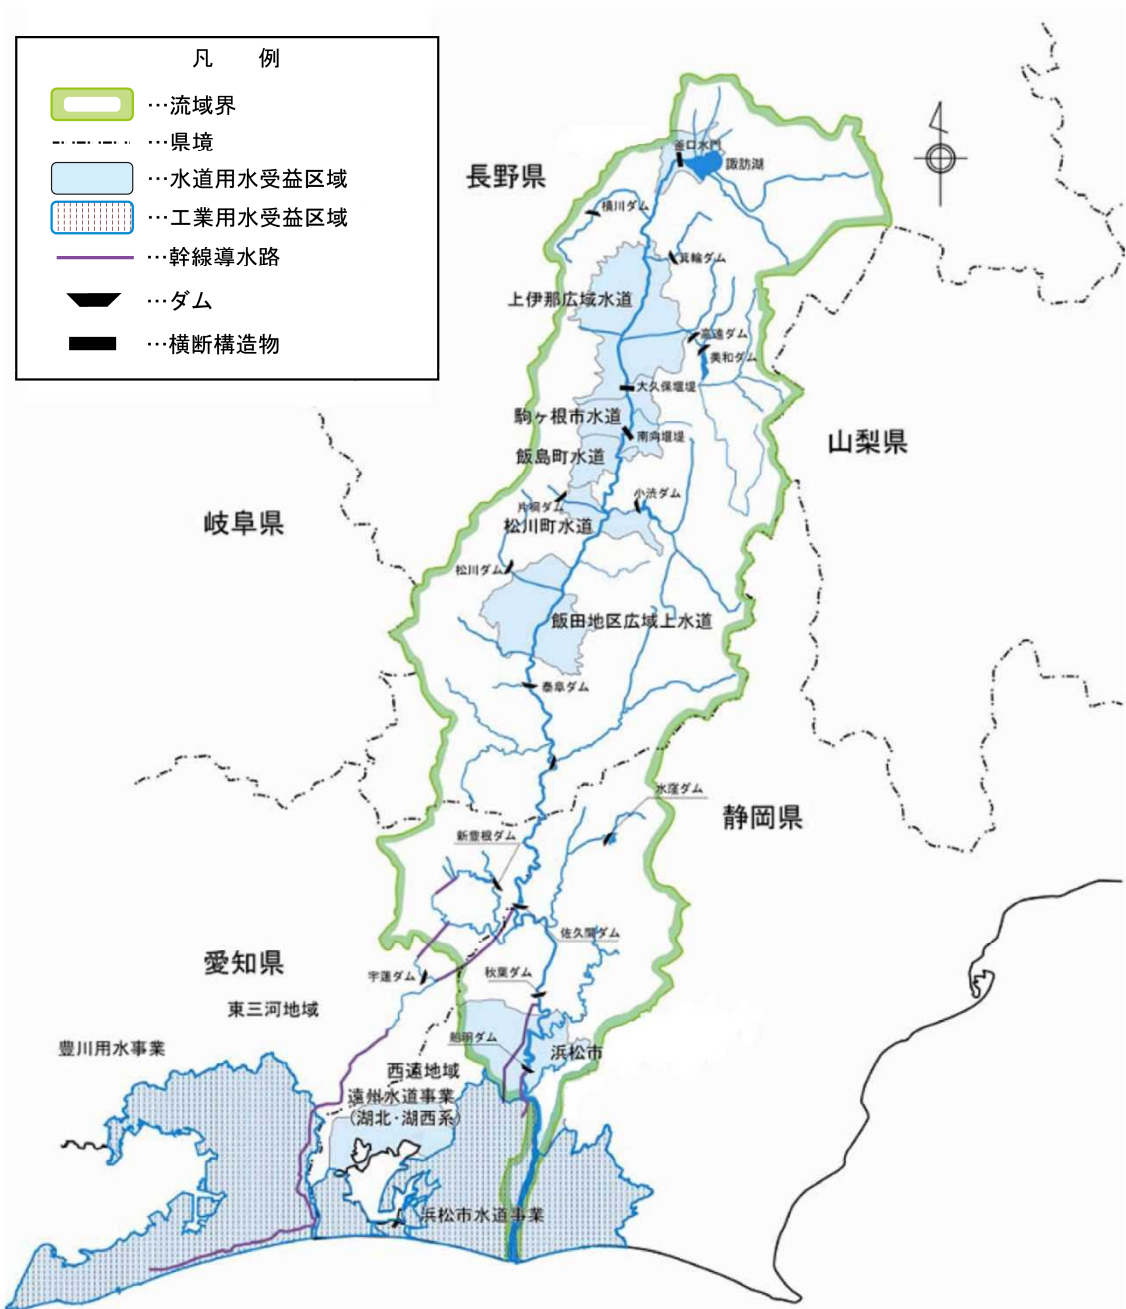 凡 例
…流域界
…県境
…水道用水受益区域
…工業用水受益区域
…幹線導水路
…ダム
…横断構造物
釜口水門
諏訪湖
長野県
横川ダム
箕輪ダム
上伊那広域水道
高遠ダム
美和ダム
大久保堰堤
駒ヶ根市水道
南向堰堤
山梨県
飯島町水道
小渋ダム
片桐ダム
岐阜県
松川町水道
松川ダム
飯田地区広域上水道
泰阜ダム
水窪ダム
静岡県
新豊根ダム
佐久間ダム
愛知県
宇連ダム
秋葉ダム
東三河地域
船明ダム
豊川用水事業
浜松市
西遠地域
遠州水道事業
(湖北・湖西系)
浜松市水道事業